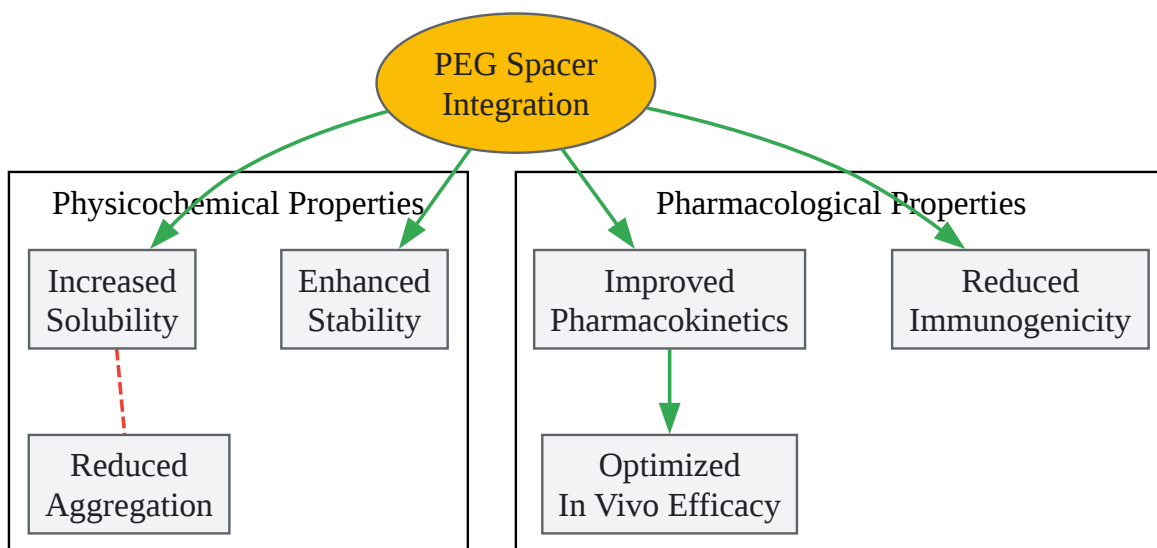 PEG Spacer
Integration
Physicochemical Properties
Pharmacological Properties
Increased
Solubility
Enhanced
Stability
Improved
Pharmacokinetics
Reduced
Immunogenicity
Reduced
Aggregation
Optimized
In Vivo Efficacy